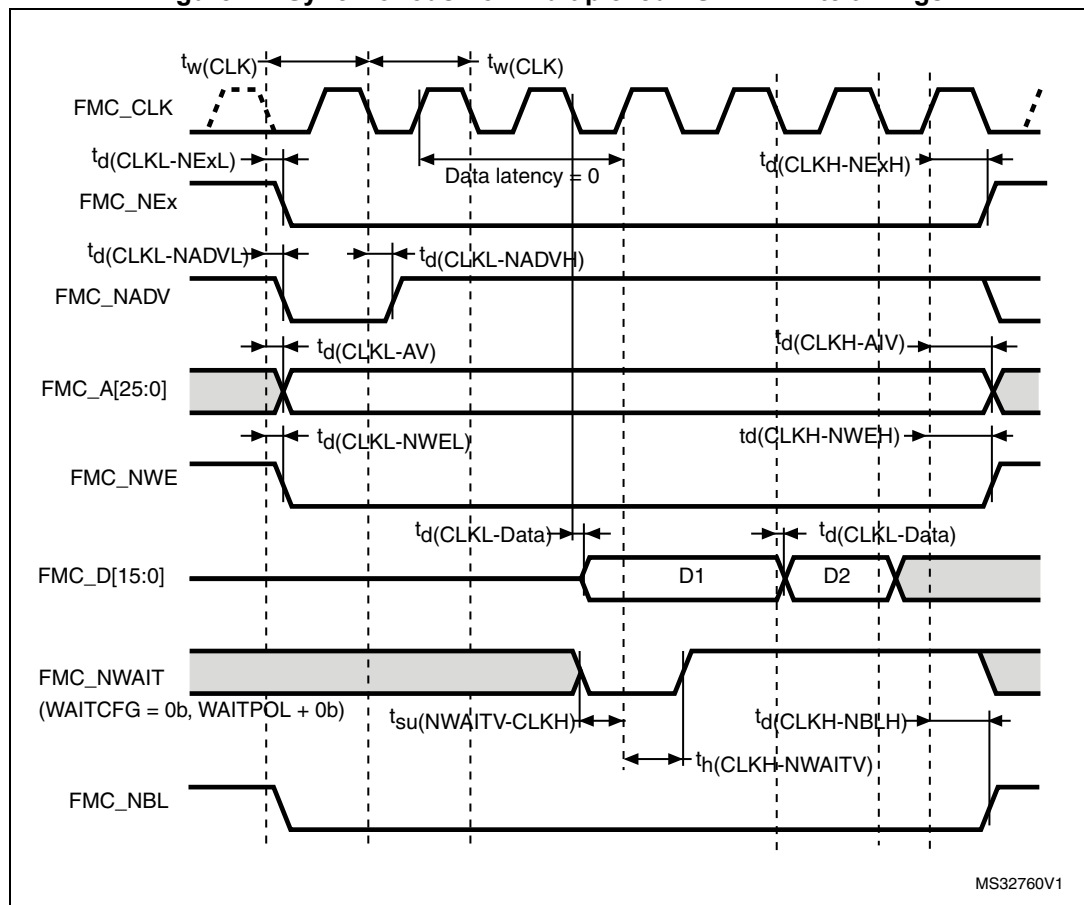 tw(CLK) tw(CLK)
FMC_CLK
td(CLKL-NExL) Data latency = 0 td(CLKH-NExH)
FMC_NEx
td(CLKL-NADVL) td(CLKL-NADVH)
FMC_NADV
td(CLKL-AV) td(CLKH-AIV)
FMC_A[25:0]
td(CLKL-NWEL) td(CLKH-NWEH)
FMC_NWE
td(CLKL-Data) td(CLKL-Data)
FMC_D[15:0] D1 D2
FMC_NWAIT
(WAITCFG = 0b, WAITPOL + 0b)
tsu(NWAITV-CLKH) td(CLKH-NBLH)
th(CLKH-NWAITV)
FMC_NBL
MS32760V1